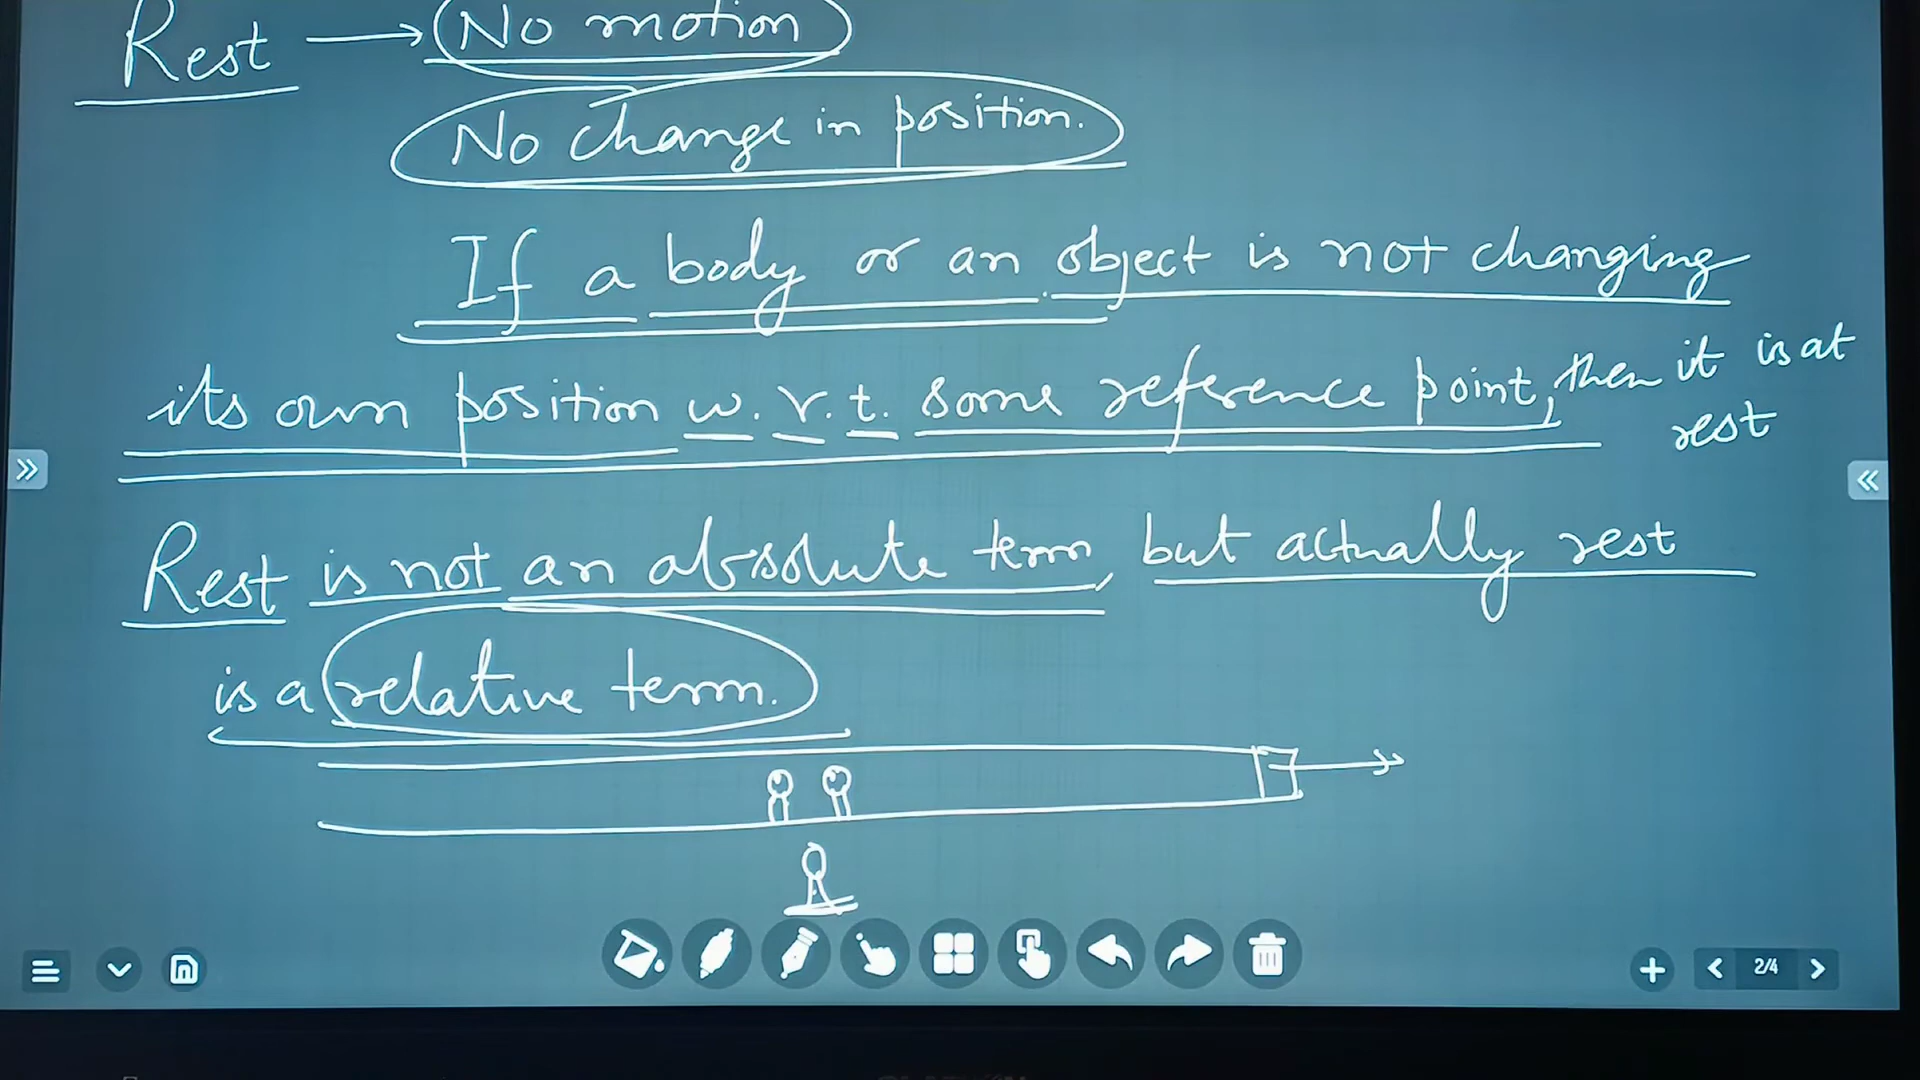 Rest → No motion
No change in position.
If a body or an object is not changing
its own position w.r.t. some reference point, then it is at
rest
Rest is not an absolute term, but actually rest
is a relative term.
2/4